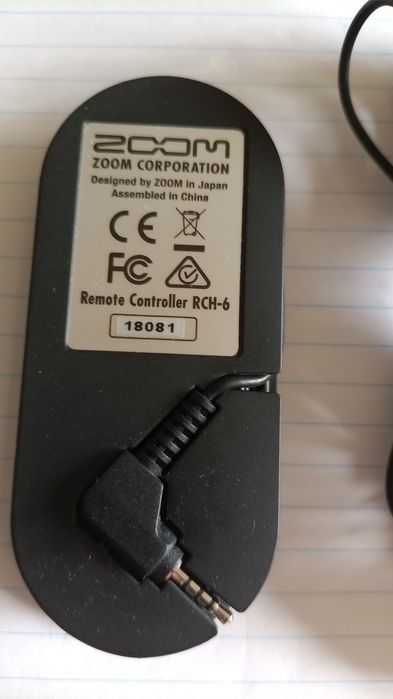 ZOOM
ZOOM CORPORATION
Designed by ZOOM in Japan
Assembled in China
CE
FC
Remote Controller RCH-6
18081